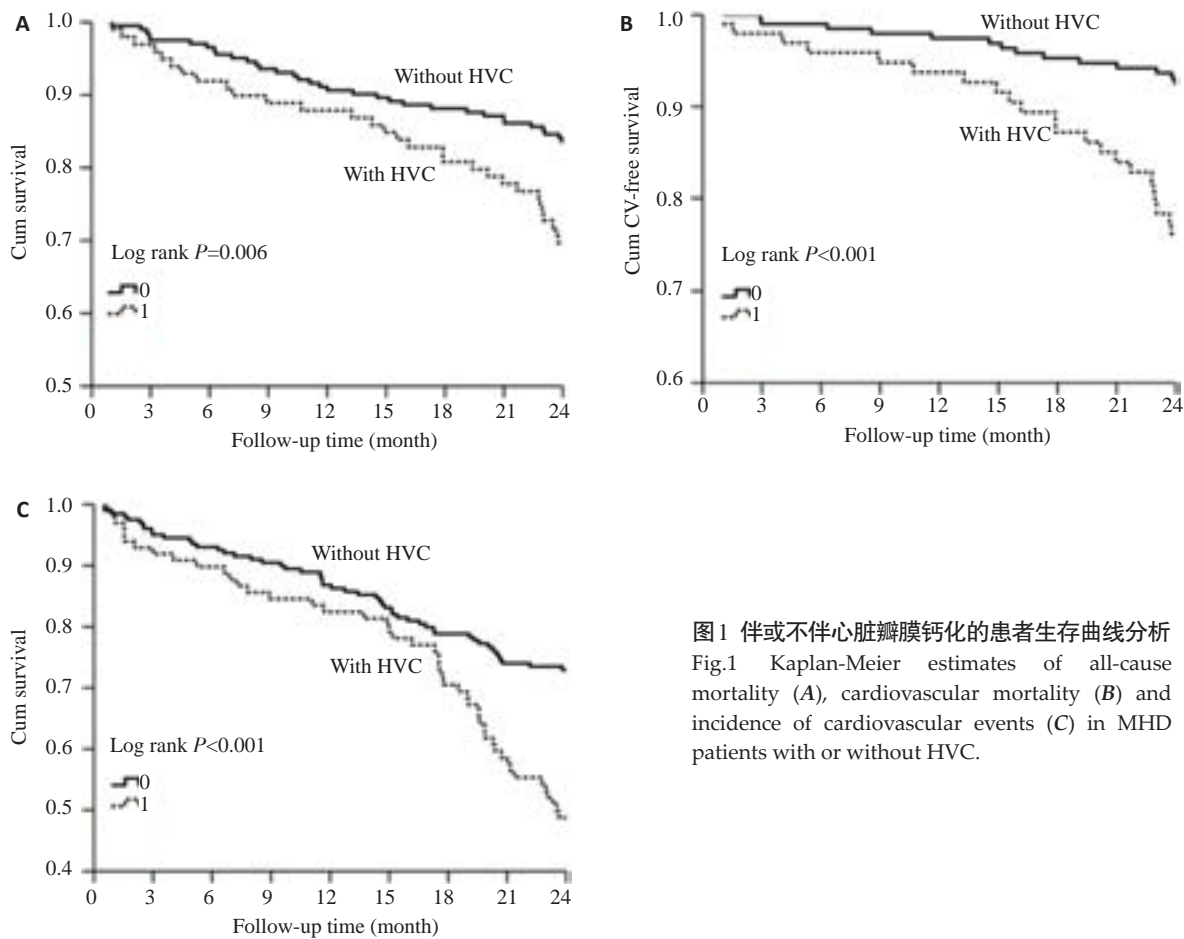 A
1.0
0.9
0.8
0.7
0.6
0.5
Cum survival
Without HVC
With HVC
Log rank P=0.006
0
1
0 3 6 9 12 15 18 21 24
Follow-up time (month)
B
1.0
0.9
0.8
0.7
0.6
Cum CV-free survival
Without HVC
With HVC
Log rank P<0.001
0
1
0 3 6 9 12 15 18 21 24
Follow-up time (month)
C
1.0
0.9
0.8
0.7
0.6
0.5
0.4
Cum survival
Without HVC
With HVC
Log rank P<0.001
0
1
0 3 6 9 12 15 18 21 24
Follow-up time (month)
图1 伴或不伴心脏瓣膜钙化的患者生存曲线分析
Fig.1 Kaplan-Meier estimates of all-cause
mortality (A), cardiovascular mortality (B) and
incidence of cardiovascular events (C) in MHD
patients with or without HVC.